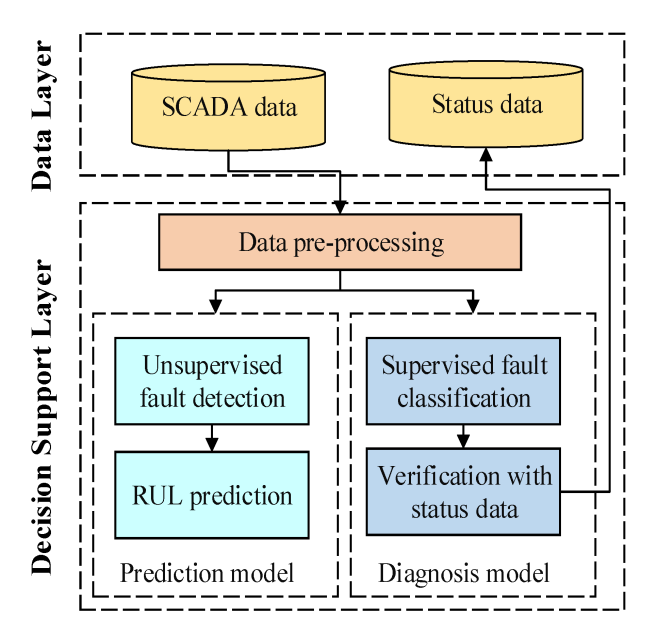 Data Layer
SCADA data
Status data
Decision Support Layer
Data pre-processing
Unsupervised
fault detection
RUL prediction
Prediction model
Supervised fault
classification
Verification with
status data
Diagnosis model